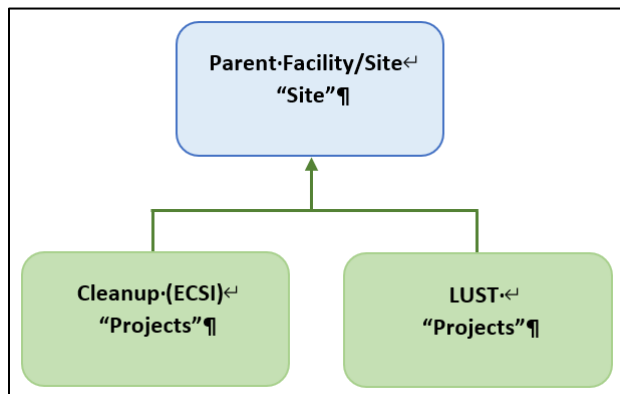 Parent·Facility/Site↵
“Site”¶
Cleanup·(ECSI)↵
“Projects”¶
LUST·↵
“Projects”¶